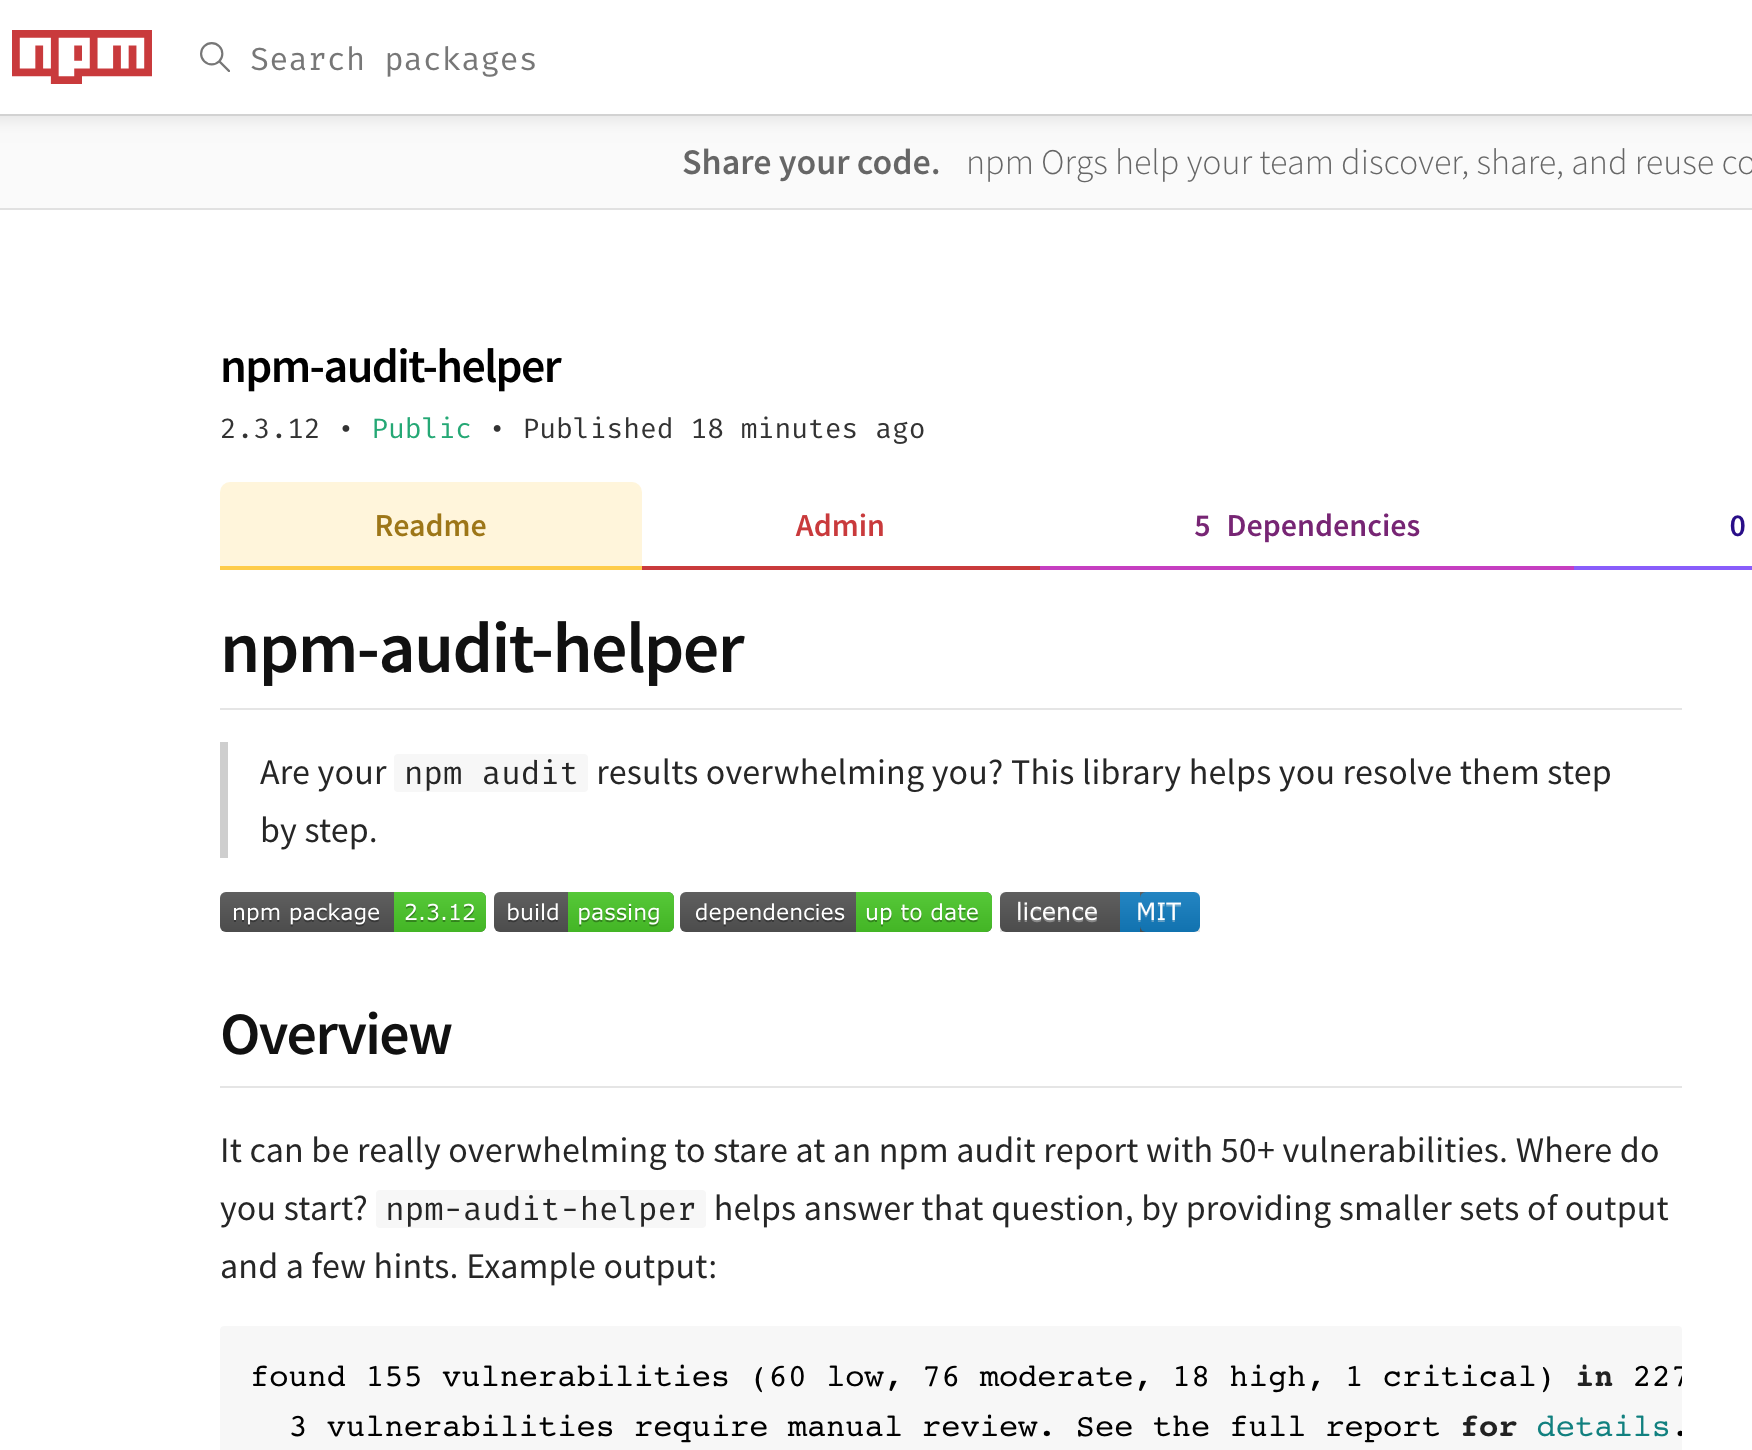 npm
Search packages
Share your code. npm Orgs help your team discover, share, and reuse co
npm-audit-helper
2.3.12 • Public • Published 18 minutes ago
Readme
Admin
5 Dependencies
0
npm-audit-helper
Are your npm audit results overwhelming you? This library helps you resolve them step
by step.
npm package 2.3.12 build passing dependencies up to date licence MIT
Overview
It can be really overwhelming to stare at an npm audit report with 50+ vulnerabilities. Where do
you start? npm-audit-helper helps answer that question, by providing smaller sets of output
and a few hints. Example output:
found 155 vulnerabilities (60 low, 76 moderate, 18 high, 1 critical) in 227
3 vulnerabilities require manual review. See the full report for details.